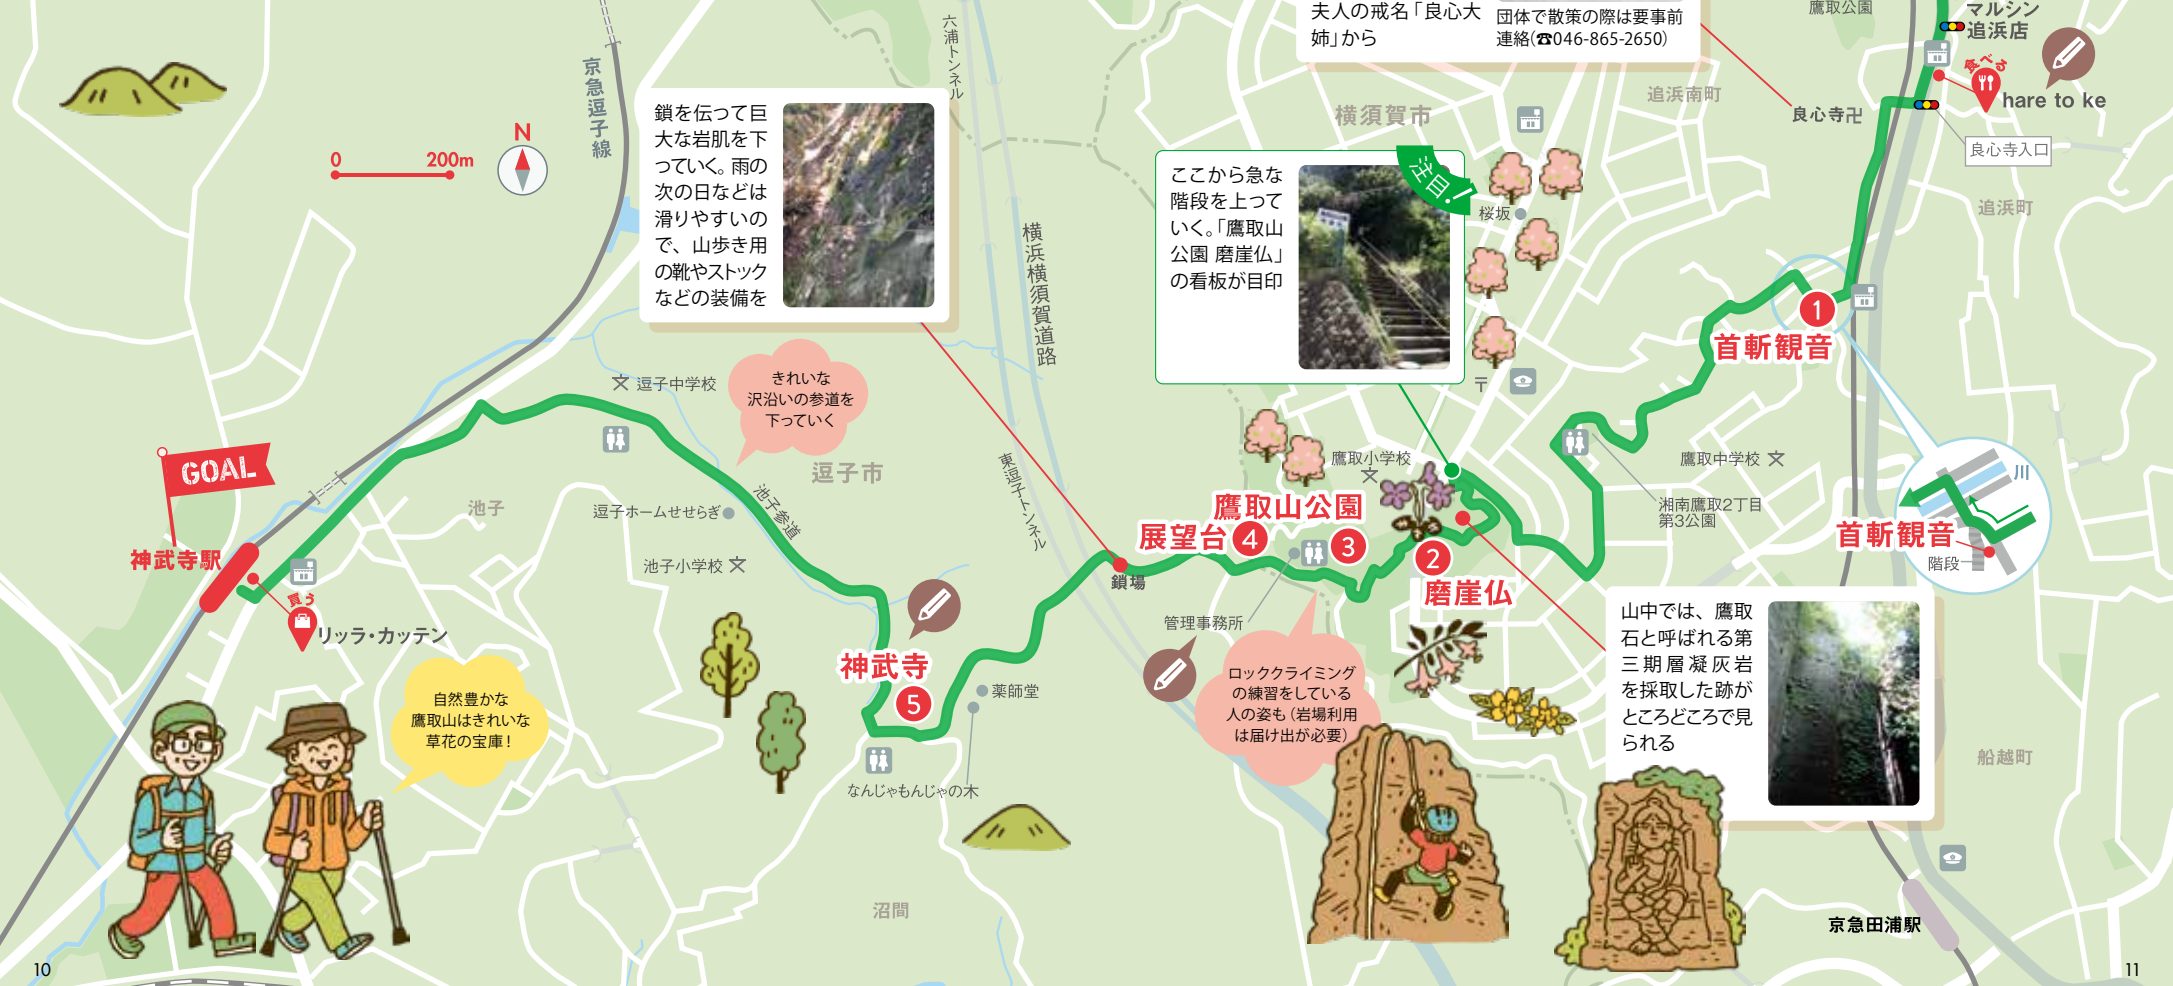 夫人の戒名「良心大
姉」から
団体で散策の際は要事前
連絡(☎046-865-2650)
鷹取公園
マルシン
追浜店
食べる
hare to ke
良心寺卍
良心寺入口
追浜南町
追浜町
横須賀市
六浦トンネル
京急逗子線
0 200m
N
鎖を伝って巨
大な岩肌を下
っていく。雨の
次の日などは
滑りやすいの
で、山歩き用
の靴やストック
などの装備を
横浜横須賀道路
ここから急な
階段を上って
いく。「鷹取山
公園 磨崖仏」
の看板が目印
注目!
桜坂
〒
1
首斬観音
逗子中学校
きれいな
沢沿いの参道を
下っていく
逗子市
池子参道
東逗子トンネル
GOAL
神武寺駅
池子
逗子ホームせせらぎ
池子小学校
買う
リッラ・カッテン
鎖場
展望台 4
鷹取山公園
3
鷹取小学校
2
磨崖仏
管理事務所
鷹取中学校
湘南鷹取2丁目
第3公園
川
首斬観音
階段
神武寺
5
薬師堂
なんじゃもんじゃの木
自然豊かな
鷹取山はきれいな
草花の宝庫!
ロッククライミング
の練習をしている
人の姿も(岩場利用
は届け出が必要)
山中では、鷹取
石と呼ばれる第
三期層凝灰岩
を採取した跡が
ところどころで見
られる
船越町
沼間
京急田浦駅
10
11